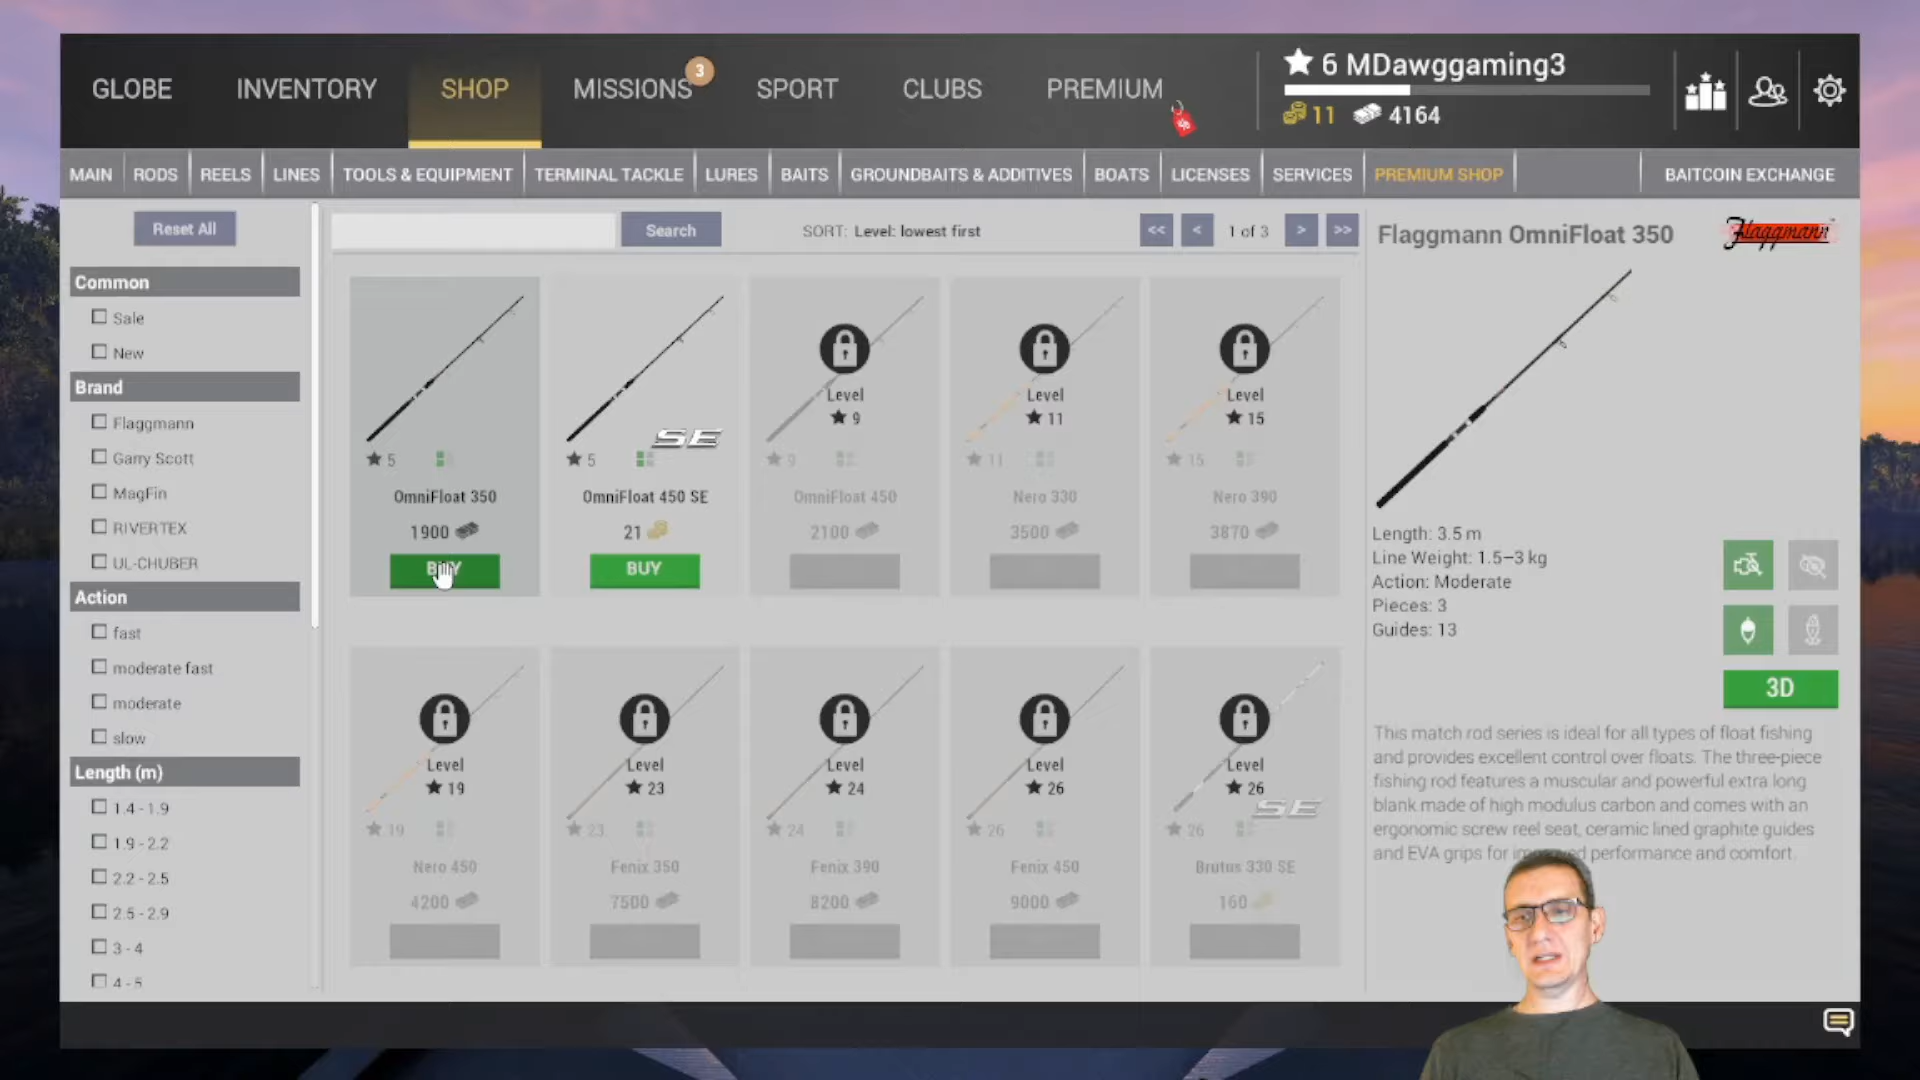 GLOBE
INVENTORY
SHOP
MISSIONS
3
SPORT
CLUBS
PREMIUM
6 MDawggaming3
11
4164
MAIN
RODS
REELS
LINES
TOOLS & EQUIPMENT
TERMINAL TACKLE
LURES
BAITS
GROUNDBAITS & ADDITIVES
BOATS
LICENSES
SERVICES
PREMIUM SHOP
BAITCOIN EXCHANGE
Reset All
Common
Sale
New
Brand
Flaggmann
Garry Scott
MagFin
RIVERTEX
UL-CHUBER
Action
fast
moderate fast
moderate
slow
Length (m)
1.4 - 1.9
1.9 - 2.2
2.2 - 2.5
2.5 - 2.9
3 - 4
4 - 5
Search
SORT: Level: lowest first
<<
<
1 of 3
>
>>
5
OmniFloat 350
1900
BUY
SE
5
OmniFloat 450 SE
21
BUY
Level
9
9
OmniFloat 450
2100
Level
11
11
Nero 330
3500
Level
15
15
Nero 390
3870
Level
19
19
Nero 450
4200
Level
23
23
Fenix 350
7500
Level
24
24
Fenix 390
8200
Level
26
26
Fenix 450
9000
Level
26
SE
26
Brutus 330 SE
160
Flaggmann OmniFloat 350
Flaggmann
Length: 3.5 m
Line Weight: 1.5–3 kg
Action: Moderate
Pieces: 3
Guides: 13
3D
This match rod series is ideal for all types of float fishing
and provides excellent control over floats. The three-piece
fishing rod features a muscular and powerful extra long
blank made of high modulus carbon and comes with an
ergonomic screw reel seat, ceramic lined graphite guides
and EVA grips for improved performance and comfort.